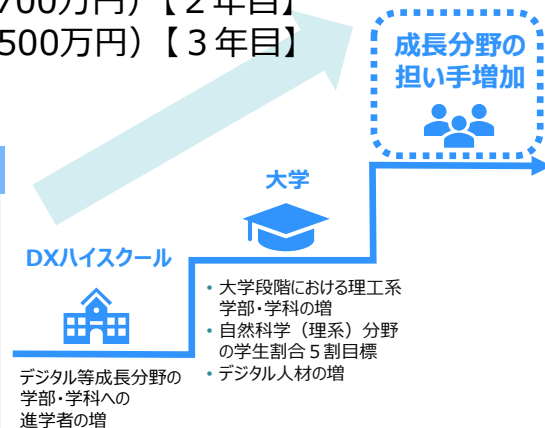 700万円）【２年目】
500万円）【３年目】
成長分野の
担い手増加
大学
DXハイスクール
• 大学段階における理工系
学部・学科の増
• 自然科学（理系）分野
の学生割合５割目標
• デジタル人材の増
デジタル等成長分野の
学部・学科への
進学者の増